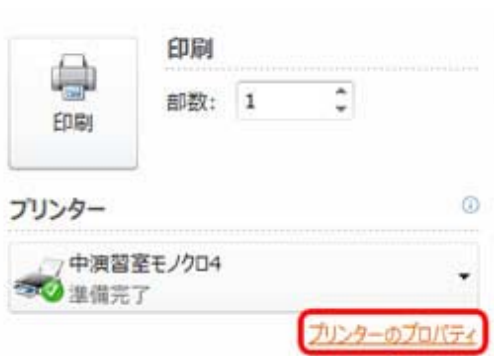 印刷
印刷
部数: 1
プリンター
中演習室モノクロ4
準備完了
プリンターのプロパティ